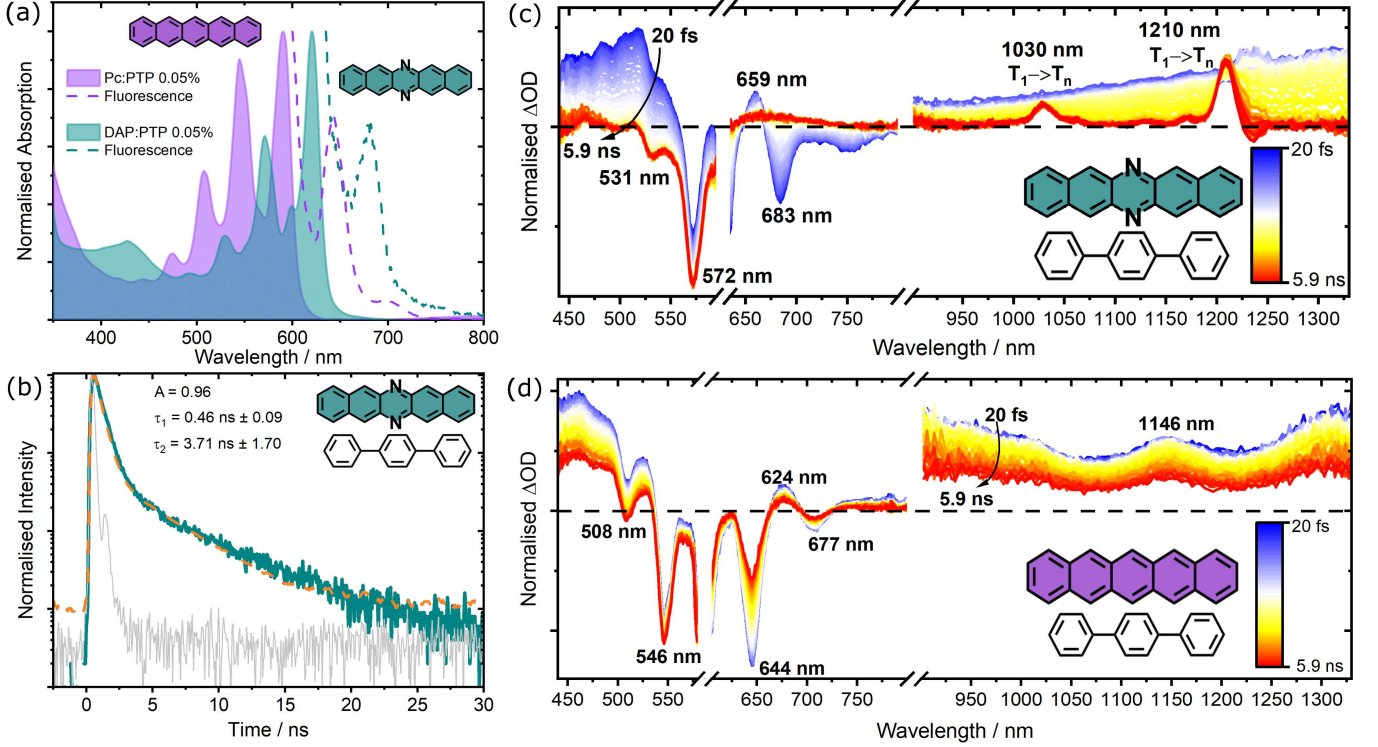 (a)
Pc:PTP 0.05%
Fluorescence
DAP:PTP 0.05%
Fluorescence
N
N
Normalised Absorption
400 500 600 700 800
Wavelength / nm
(b)
A = 0.96
τ1 = 0.46 ns ± 0.09
τ2 = 3.71 ns ± 1.70
N
N
Normalised Intensity
0 5 10 15 20 25 30
Time / ns
(c)
20 fs
5.9 ns
531 nm
572 nm
659 nm
683 nm
1030 nm
T1–>Tn
1210 nm
T1–>Tn
N
N
20 fs
5.9 ns
Normalised ΔOD
450 500 550 600 650 700 750 950 1000 1050 1100 1150 1200 1250 1300
Wavelength / nm
(d)
508 nm
546 nm
624 nm
677 nm
644 nm
20 fs
5.9 ns
1146 nm
20 fs
5.9 ns
Normalised ΔOD
450 500 550 650 750 950 1000 1050 1100 1150 1200 1250 1300
Wavelength / nm